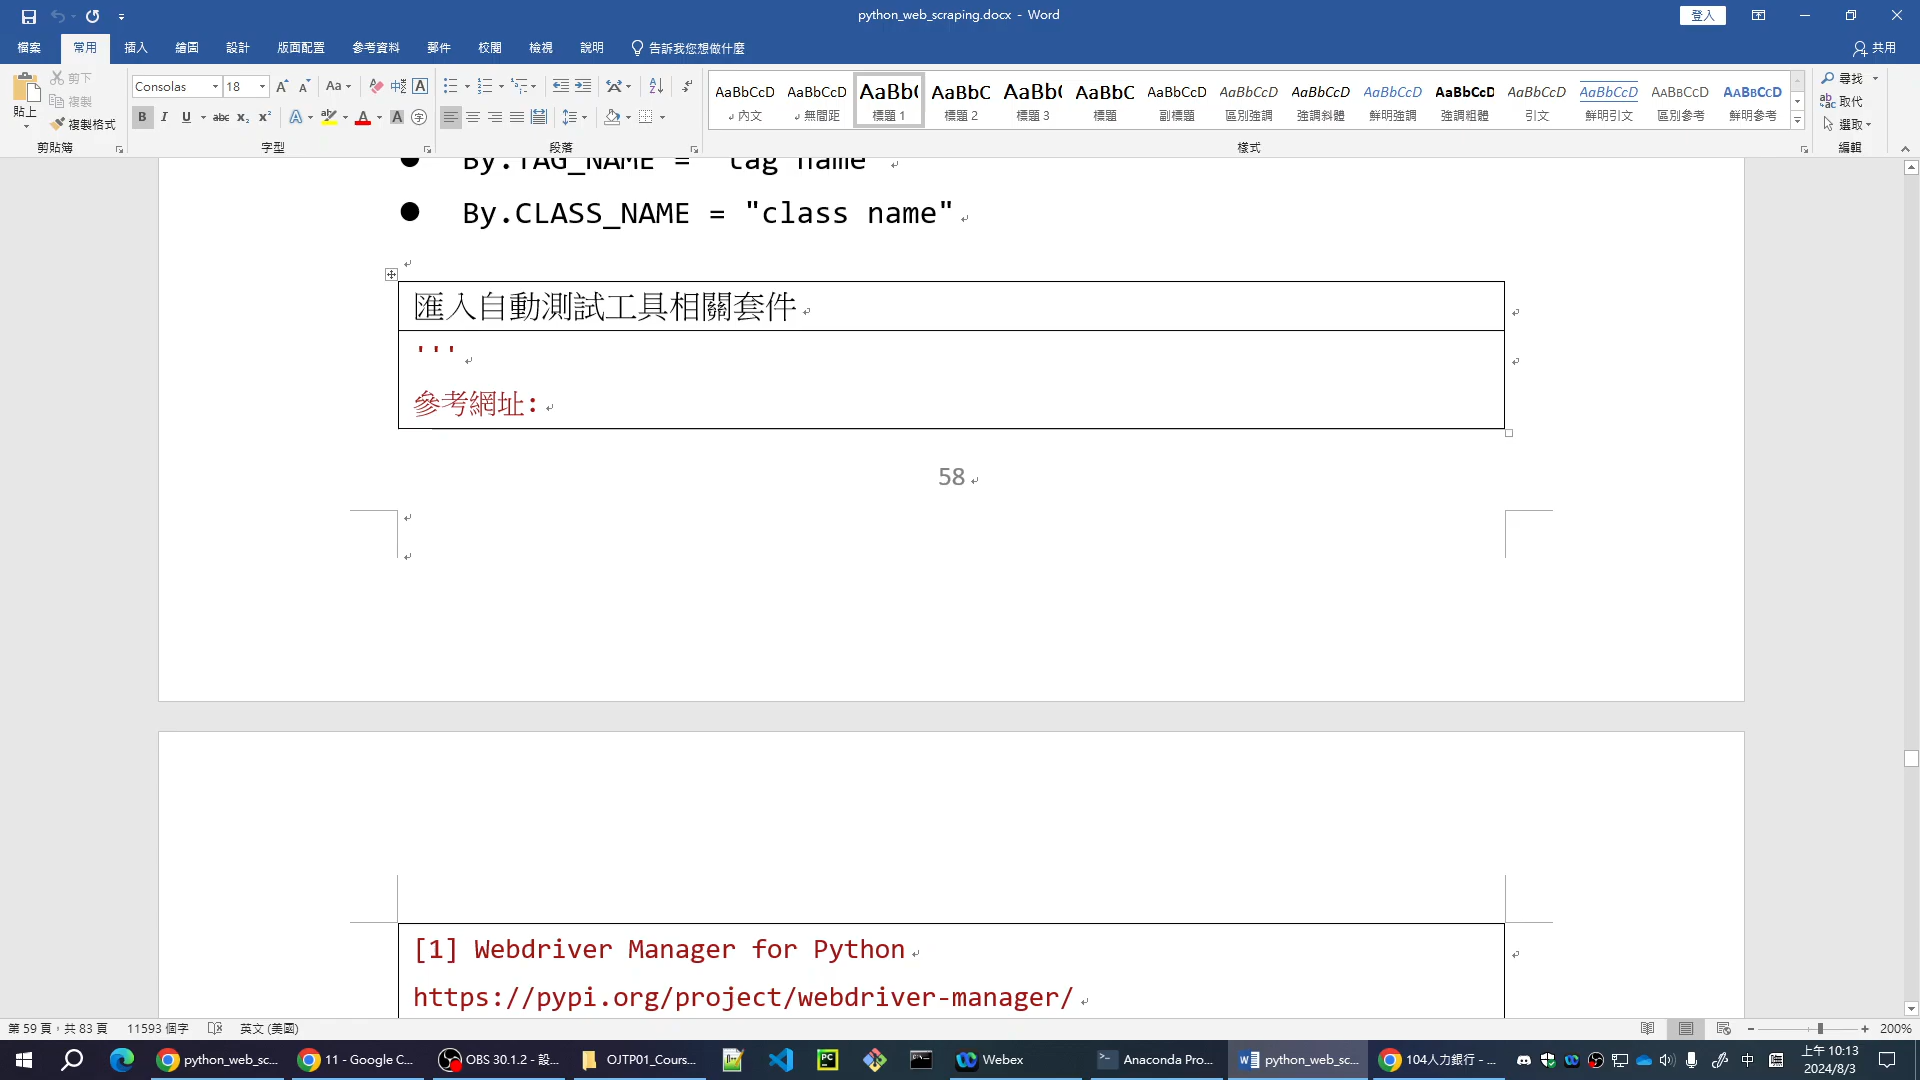 python_web_scraping.docx - Word
登入
檔案 常用 插入 繪圖 設計 版面配置 參考資料 郵件 校閱 檢視 說明 告訴我您想做什麼 共用
貼上
剪下
複製
複製格式
剪貼簿
Consolas 18
字型
段落
AaBbCcD AaBbCcD AaBb( AaBbC AaBb( AaBbC AaBbCcD AaBbCcD AaBbCcD AaBbCcD AaBbCcD AaBbCcD AaBbCcD AABBCCD AABBCCD
內文 無間距 標題 1 標題 2 標題 3 標題 副標題 區別強調 強調斜體 鮮明強調 強調粗體 引文 鮮明引文 區別參考 鮮明參考
樣式
尋找
取代
選取
編輯
By.TAG_NAME = "tag name"
By.CLASS_NAME = "class name"
匯入自動測試工具相關套件
'''
參考網址:
58
[1] Webdriver Manager for Python
https://pypi.org/project/webdriver-manager/
第 59 頁，共 83 頁 11593 個字 英文 (美國) 200%
python_web_sc... 11 - Google C... OBS 30.1.2 - 設... OJTP01_Cours... Webex Anaconda Pro... python_web_sc... 104人力銀行 - ... 中 上午 10:13
2024/8/3